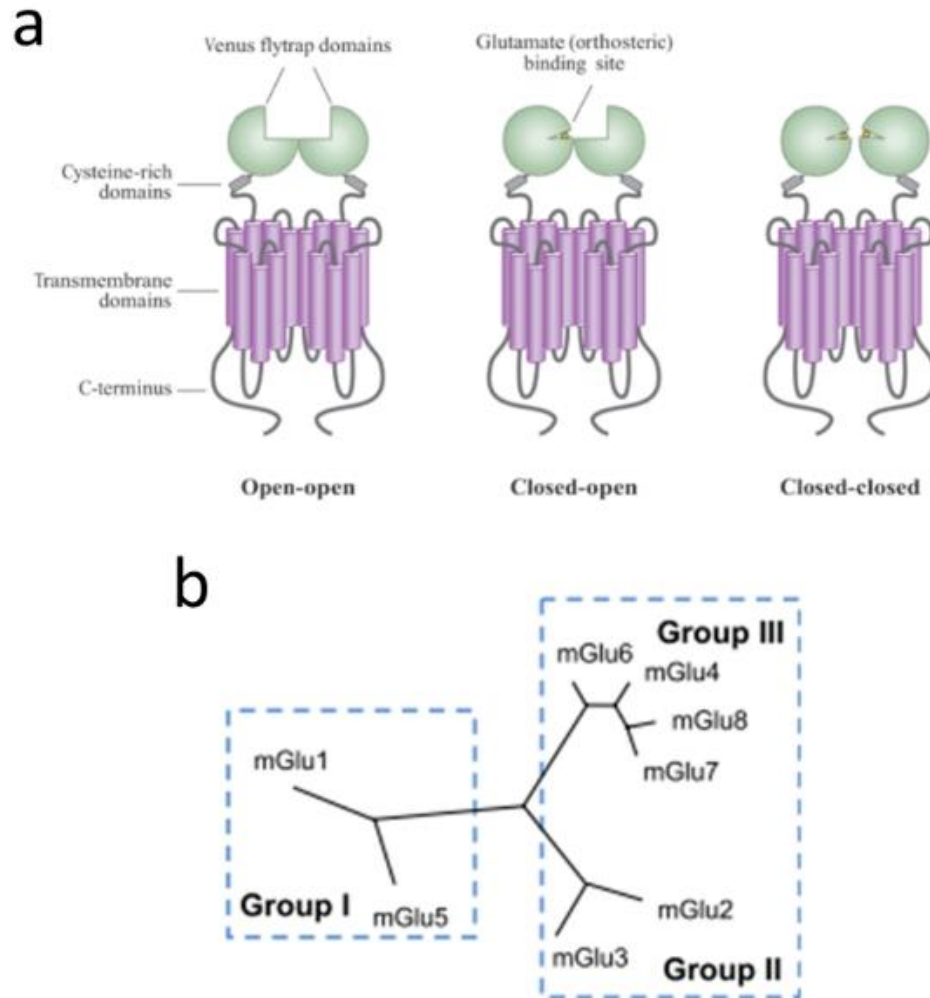 a
Venus flytrap domains
Glutamate (orthosteric)
binding site
Cysteine-rich
domains
Transmembrane
domains
C-terminus
Open-open
Closed-open
Closed-closed
b
Group III
mGlu6
mGlu4
mGlu8
mGlu7
mGlu1
Group I
mGlu5
mGlu2
mGlu3
Group II